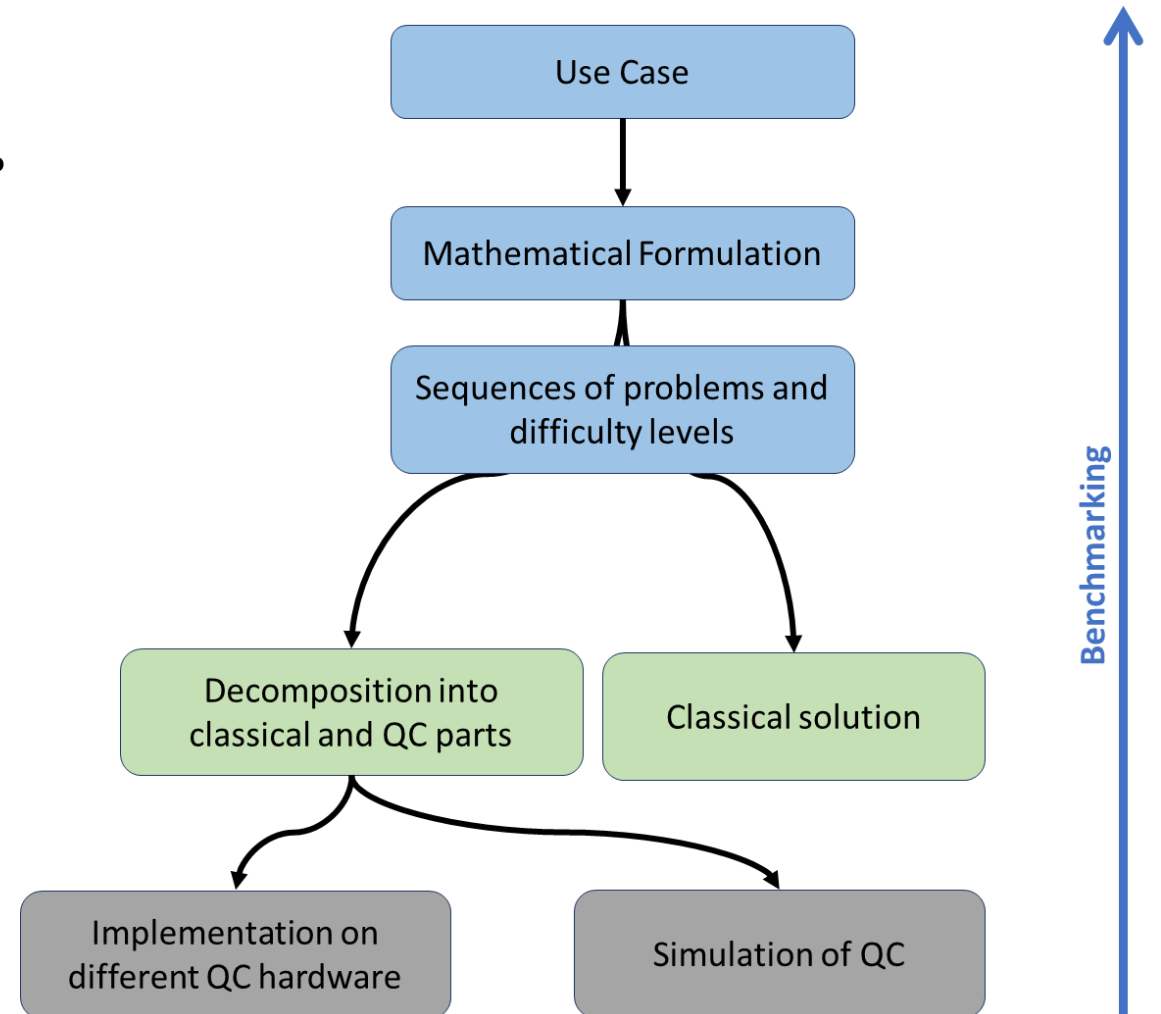 Use Case
Mathematical Formulation
Sequences of problems and
difficulty levels
Benchmarking
Decomposition into
classical and QC parts
Classical solution
Implementation on
different QC hardware
Simulation of QC